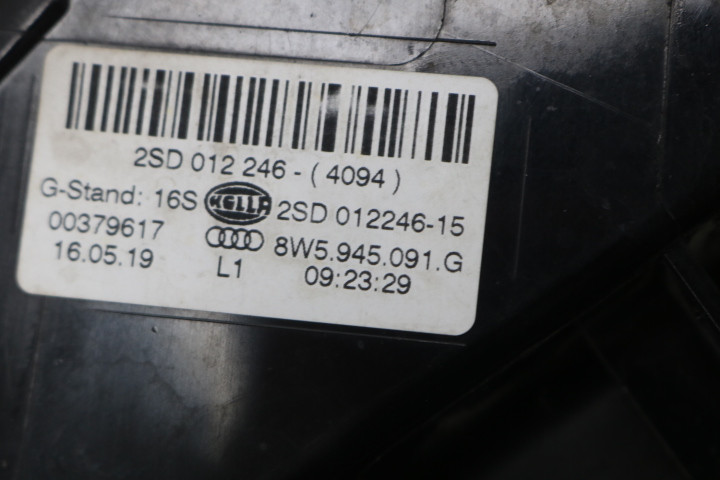 2SD 012 246 - ( 4094 )
G-Stand: 16S HELLA 2SD 012246-15
00379617 8W5.945.091.G
16.05.19 L1 09:23:29